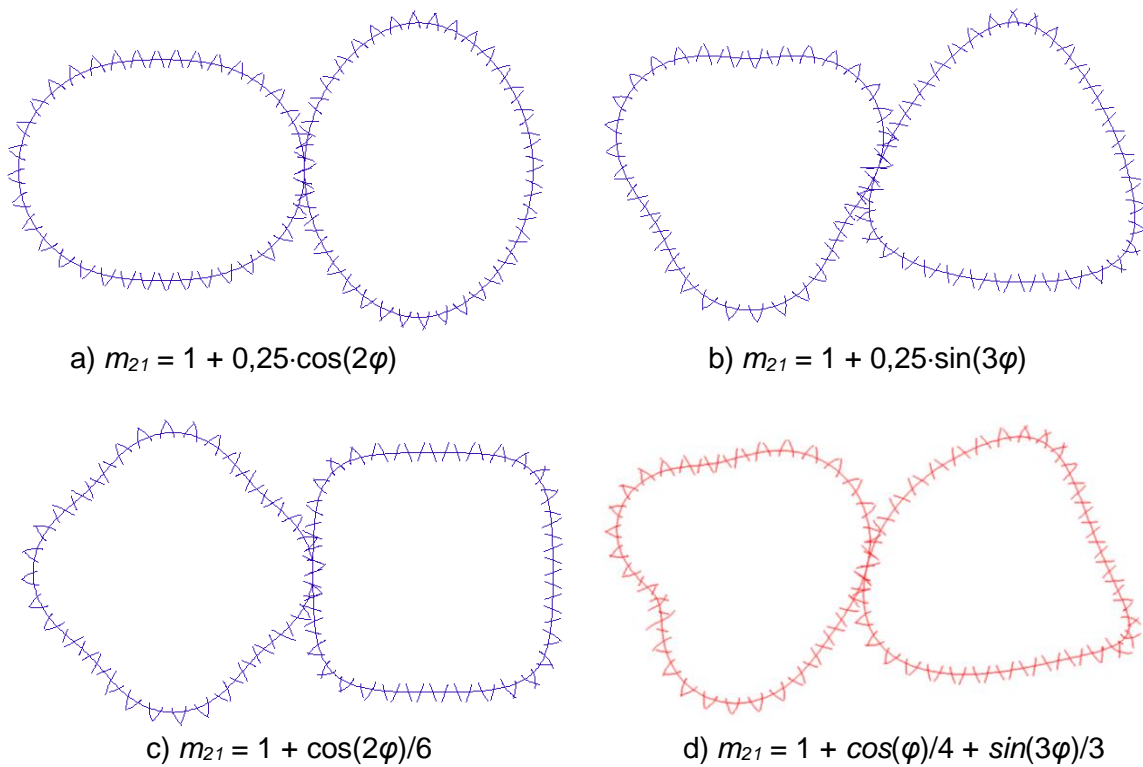 a) m₂₁ = 1 + 0,25·cos(2φ)
b) m₂₁ = 1 + 0,25·sin(3φ)
c) m₂₁ = 1 + cos(2φ)/6
d) m₂₁ = 1 + cos(φ)/4 + sin(3φ)/3